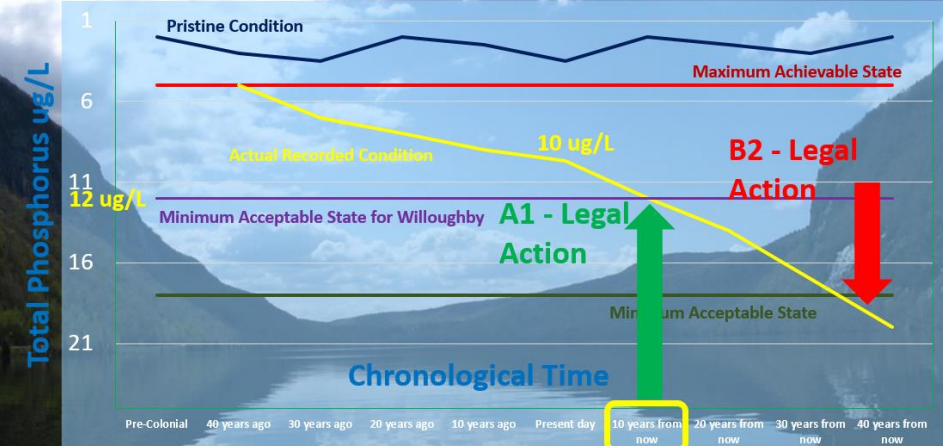 1
Pristine Condition
Maximum Achievable State
6
Total Phosphorus ug/L
10 ug/L
Actual Recorded Condition
B2 - Legal
Action
11
12 ug/L
Minimum Acceptable State for Willoughby
A1 - Legal
Action
16
Minimum Acceptable State
21
Chronological Time
Pre-Colonial
40 years ago
30 years ago
20 years ago
10 years ago
Present day
10 years from
now
20 years from
now
30 years from
now
40 years from
now